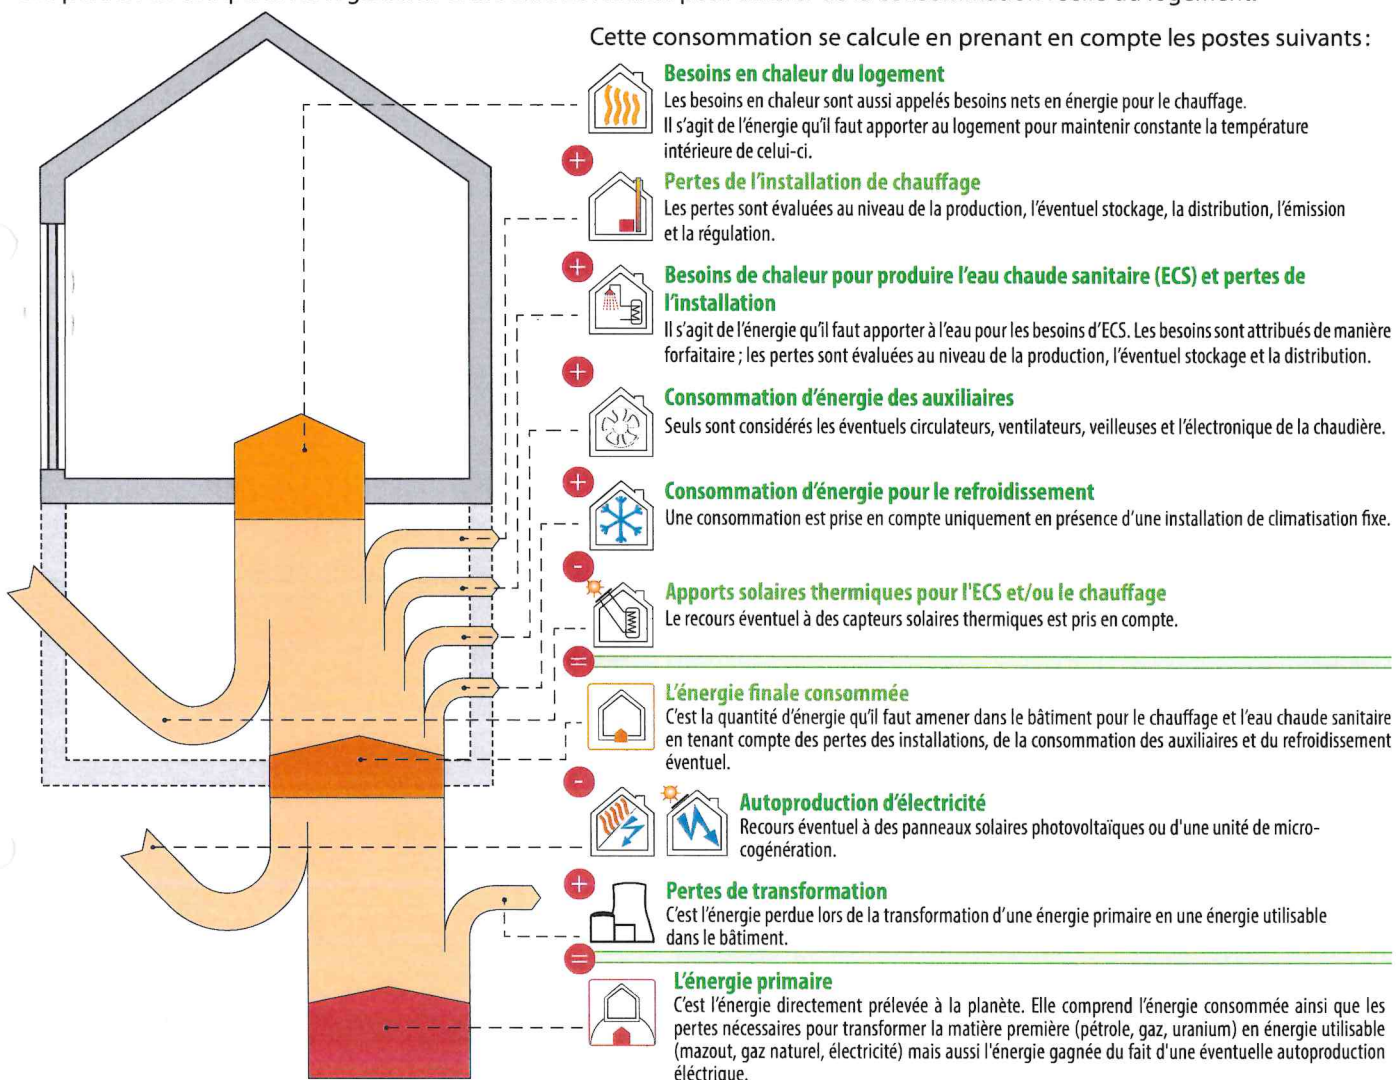 Cette consommation se calcule en prenant en compte les postes suivants :
Besoins en chaleur du logement
Les besoins en chaleur sont aussi appelés besoins nets en énergie pour le chauffage.
Il s'agit de l'énergie qu'il faut apporter au logement pour maintenir constante la température
intérieure de celui-ci.
+
Pertes de l'installation de chauffage
Les pertes sont évaluées au niveau de la production, l'éventuel stockage, la distribution, l'émission
et la régulation.
+
Besoins de chaleur pour produire l'eau chaude sanitaire (ECS) et pertes de
l'installation
Il s'agit de l'énergie qu'il faut apporter à l'eau pour les besoins d'ECS. Les besoins sont attribués de manière
forfaitaire ; les pertes sont évaluées au niveau de la production, l'éventuel stockage et la distribution.
+
Consommation d'énergie des auxiliaires
Seuls sont considérés les éventuels circulateurs, ventilateurs, veilleuses et l'électronique de la chaudière.
+
Consommation d'énergie pour le refroidissement
Une consommation est prise en compte uniquement en présence d'une installation de climatisation fixe.
-
Apports solaires thermiques pour l'ECS et/ou le chauffage
Le recours éventuel à des capteurs solaires thermiques est pris en compte.
=
L'énergie finale consommée
C'est la quantité d'énergie qu'il faut amener dans le bâtiment pour le chauffage et l'eau chaude sanitaire
en tenant compte des pertes des installations, de la consommation des auxiliaires et du refroidissement
éventuel.
-
Autoproduction d'électricité
Recours éventuel à des panneaux solaires photovoltaïques ou d'une unité de micro-
cogénération.
+
Pertes de transformation
C'est l'énergie perdue lors de la transformation d'une énergie primaire en une énergie utilisable
dans le bâtiment.
=
L'énergie primaire
C'est l'énergie directement prélevée à la planète. Elle comprend l'énergie consommée ainsi que les
pertes nécessaires pour transformer la matière première (pétrole, gaz, uranium) en énergie utilisable
(mazout, gaz naturel, électricité) mais aussi l'énergie gagnée du fait d'une éventuelle autoproduction
éléctrique.